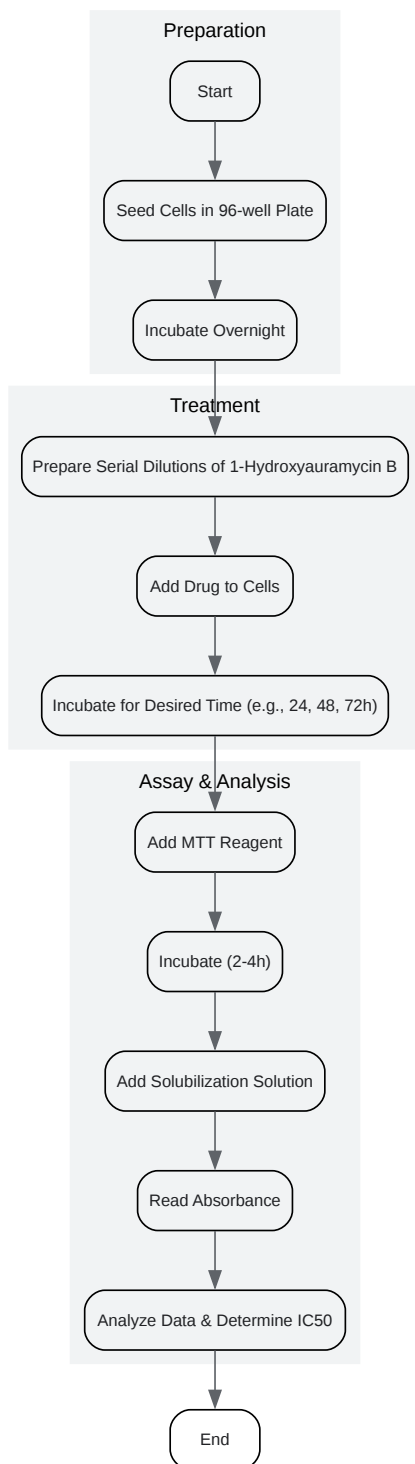 Preparation
Start
Seed Cells in 96-well Plate
Incubate Overnight
Treatment
Prepare Serial Dilutions of 1-Hydroxyauramycin B
Add Drug to Cells
Incubate for Desired Time (e.g., 24, 48, 72h)
Assay & Analysis
Add MTT Reagent
Incubate (2-4h)
Add Solubilization Solution
Read Absorbance
Analyze Data & Determine IC50
End